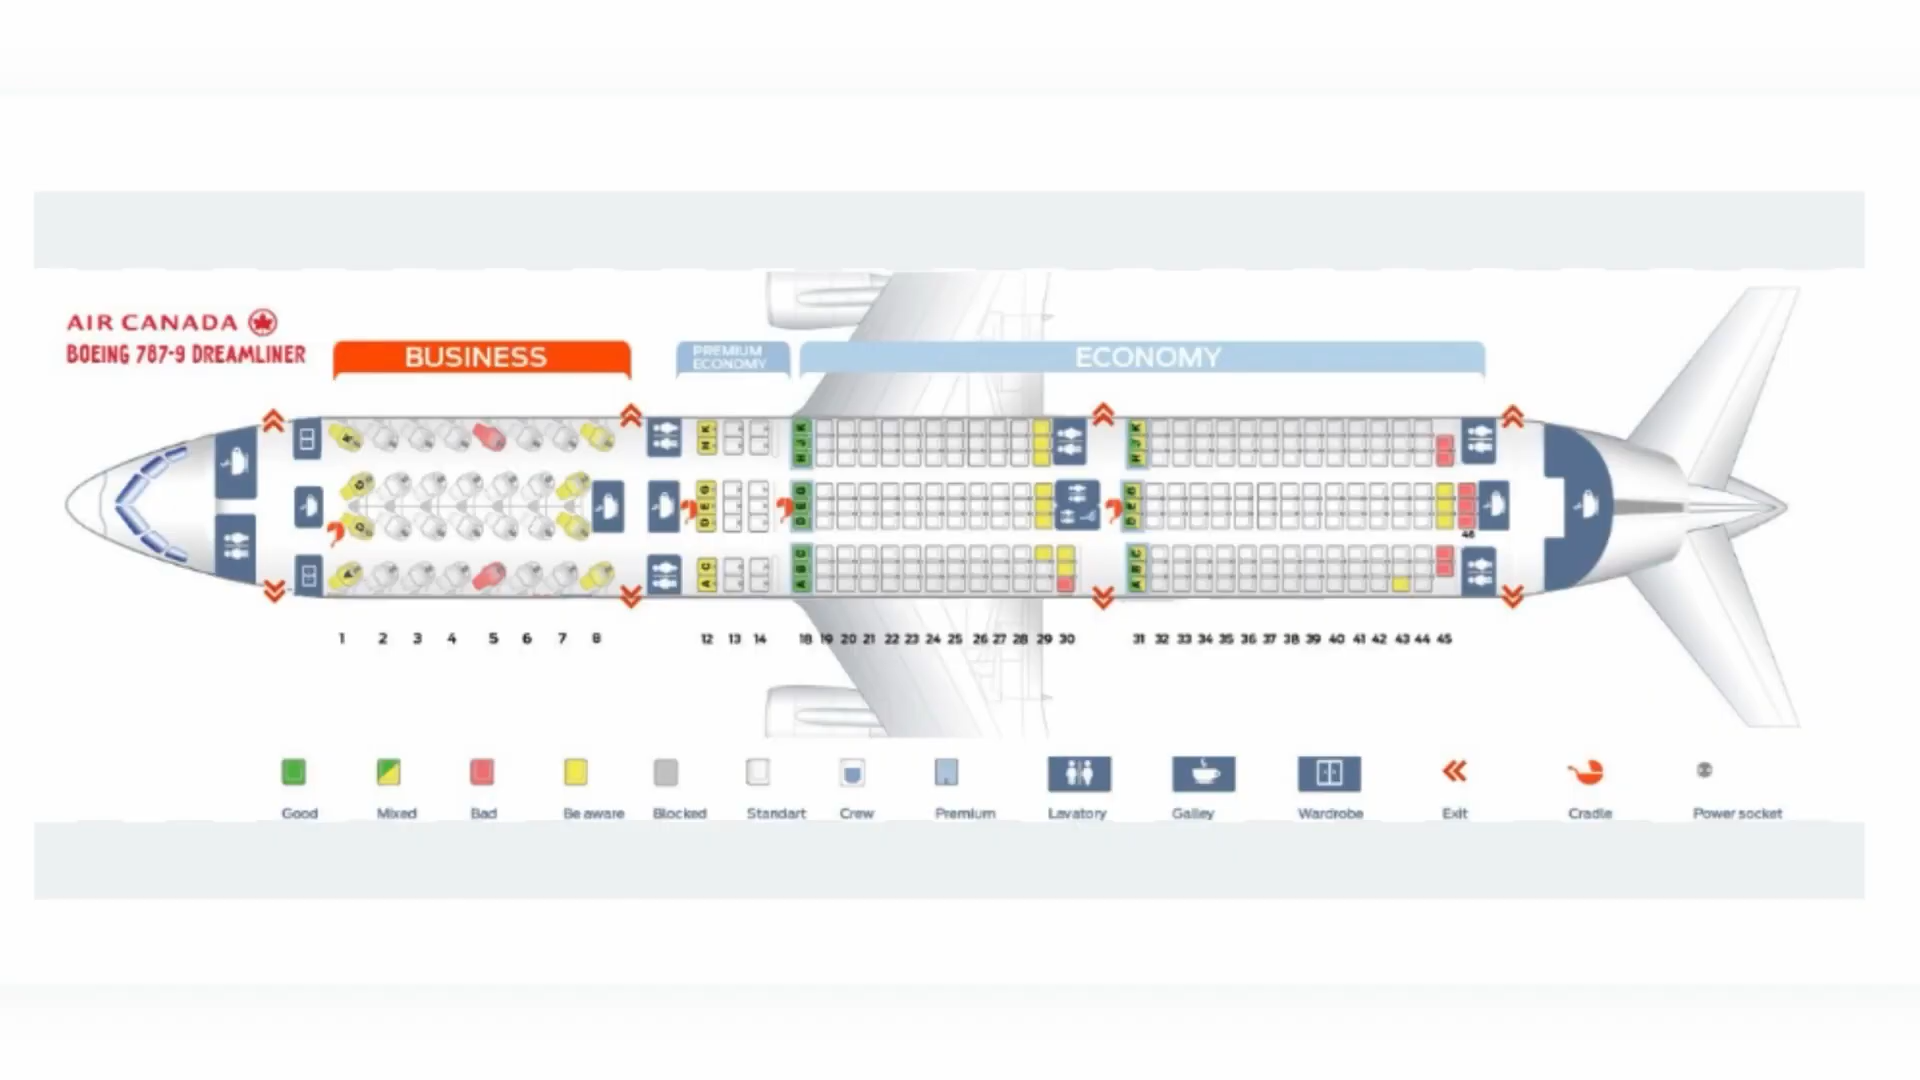 AIR CANADA
BOEING 787-9 DREAMLINER
BUSINESS
PREMIUM
ECONOMY
ECONOMY
K H K H J K H J K
G D E G D E G D E G
D
A A C A B C A B C
46
1 2 3 4 5 6 7 8 12 13 14 18 19 20 21 22 23 24 25 26 27 28 29 30 31 32 33 34 35 36 37 38 39 40 41 42 43 44 45
Good Mixed Bad Be aware Blocked Standart Crew Premium Lavatory Galley Wardrobe Exit Cradle Power socket